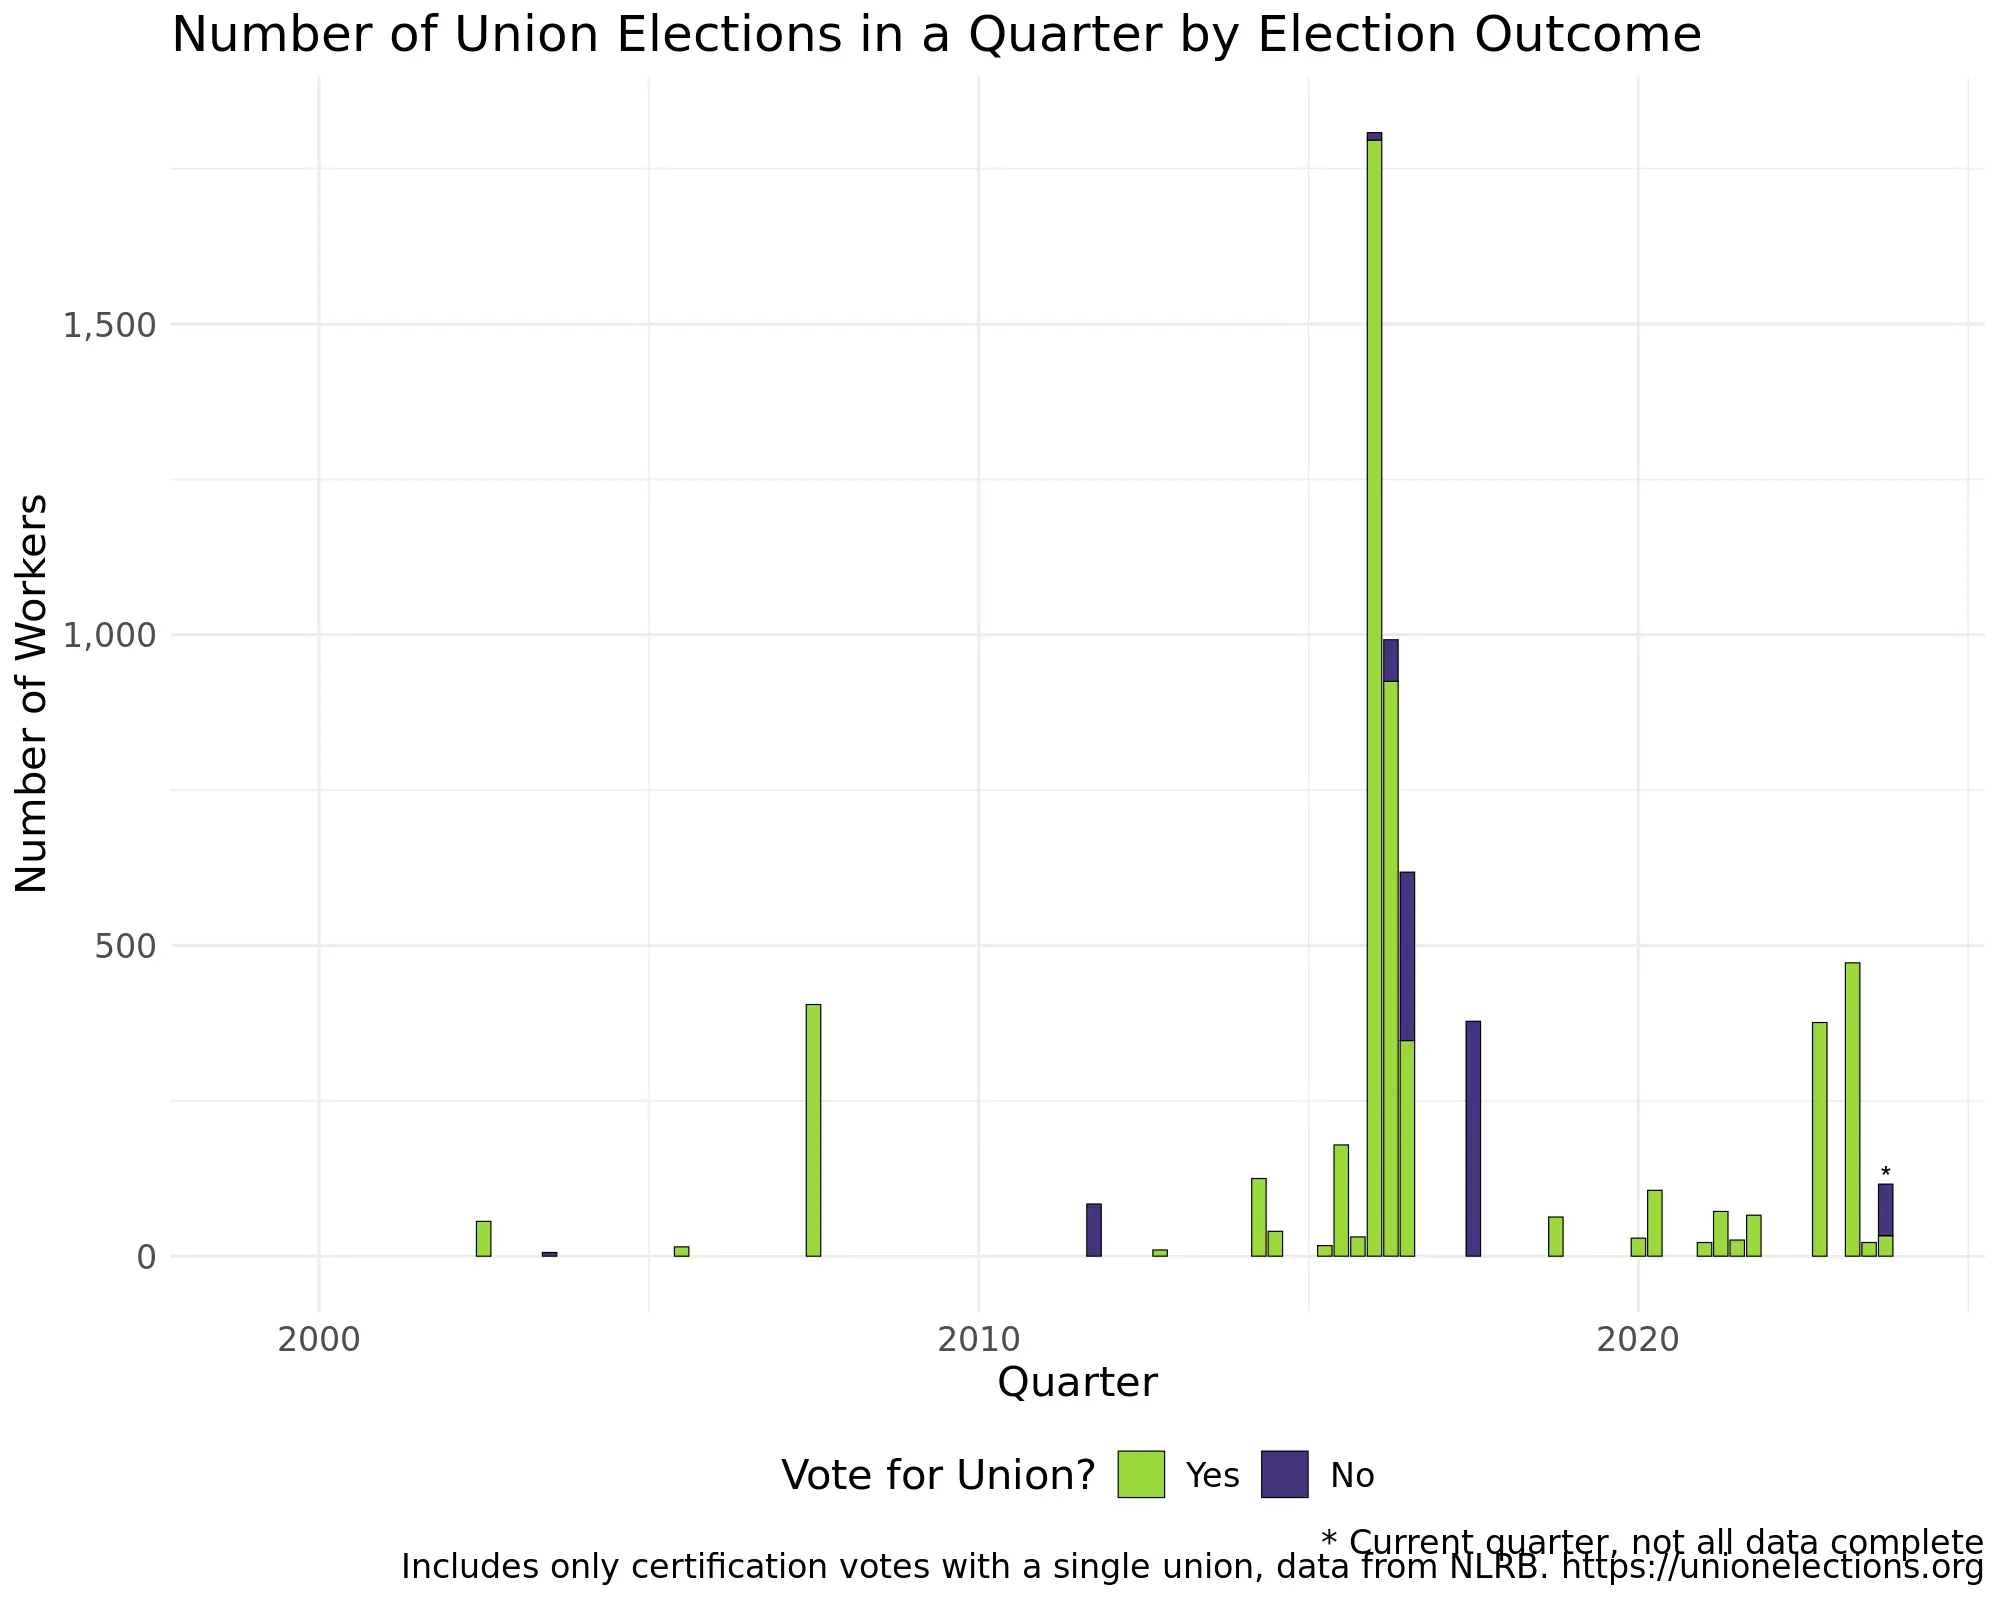 Number of Union Elections in a Quarter by Election Outcome
Number of Workers
1,500
1,000
500
0
*
2000 2010 2020
Quarter
Vote for Union? Yes No
* Current quarter, not all data complete
Includes only certification votes with a single union, data from NLRB. https://unionelections.org